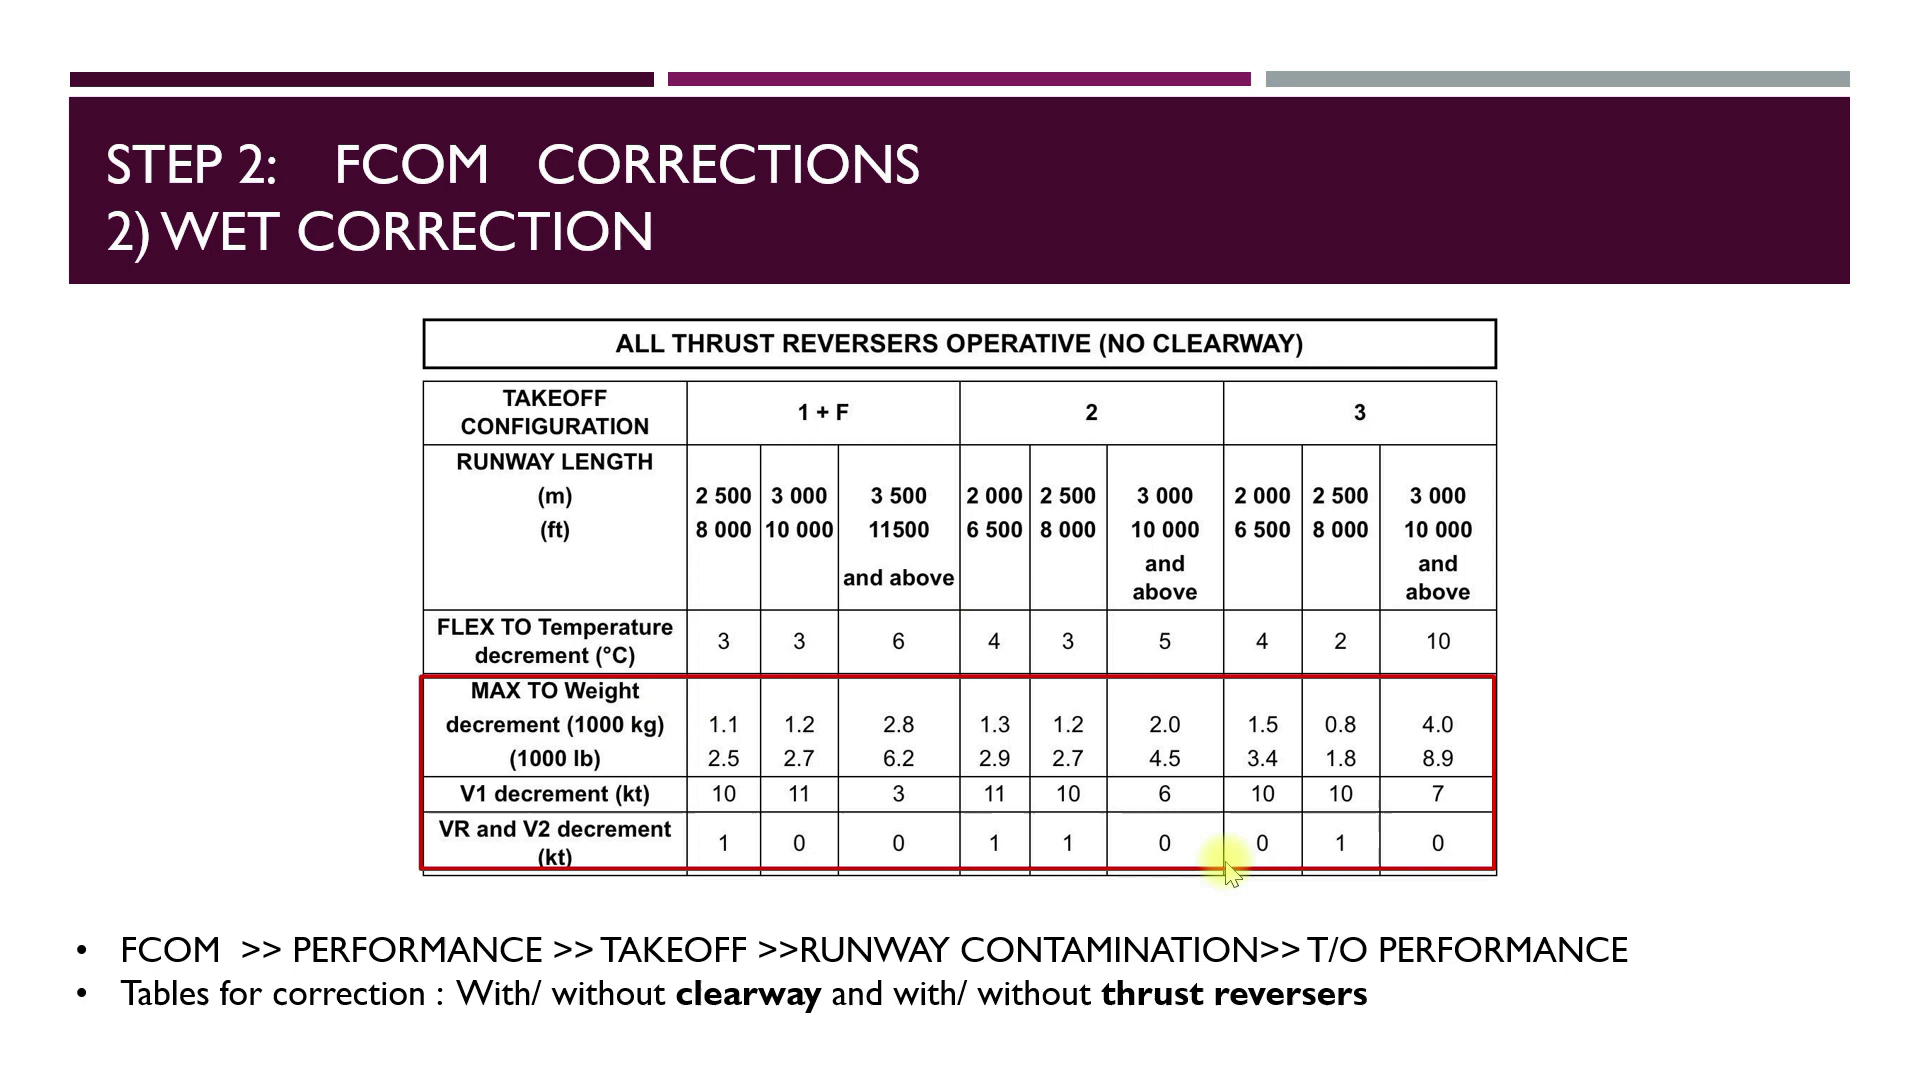 STEP 2: FCOM CORRECTIONS
2) WET CORRECTION
ALL THRUST REVERSERS OPERATIVE (NO CLEARWAY)
TAKEOFF CONFIGURATION 1 + F 2 3
RUNWAY LENGTH
(m) 2 500 3 000 3 500 2 000 2 500 3 000 2 000 2 500 3 000
(ft) 8 000 10 000 11500 6 500 8 000 10 000 6 500 8 000 10 000
and above and above and above
FLEX TO Temperature decrement (°C) 3 3 6 4 3 5 4 2 10
MAX TO Weight
decrement (1000 kg) 1.1 1.2 2.8 1.3 1.2 2.0 1.5 0.8 4.0
(1000 lb) 2.5 2.7 6.2 2.9 2.7 4.5 3.4 1.8 8.9
V1 decrement (kt) 10 11 3 11 10 6 10 10 7
VR and V2 decrement (kt) 1 0 0 1 1 0 0 1 0
• FCOM >> PERFORMANCE >> TAKEOFF >>RUNWAY CONTAMINATION>> T/O PERFORMANCE
• Tables for correction : With/ without clearway and with/ without thrust reversers